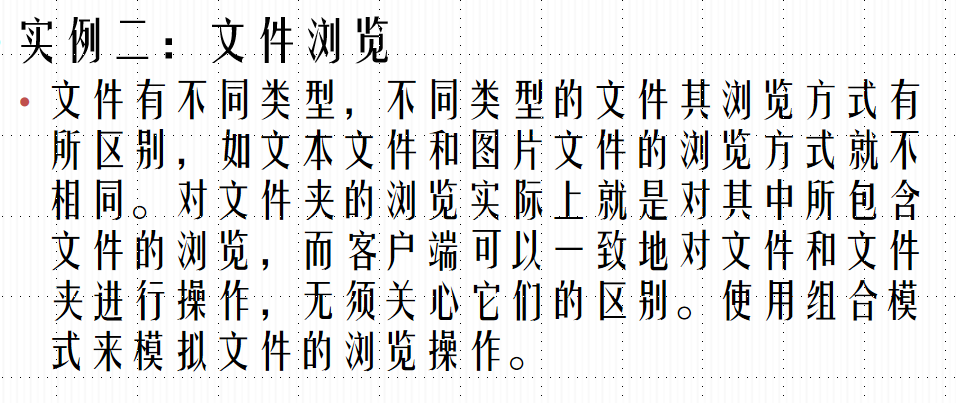 实例二：文件浏览
• 文件有不同类型，不同类型的文件其浏览方式有
所区别，如文本文件和图片文件的浏览方式就不
相同。对文件夹的浏览实际上就是对其中所包含
文件的浏览，而客户端可以一致地对文件和文件
夹进行操作，无须关心它们的区别。使用组合模
式来模拟文件的浏览操作。